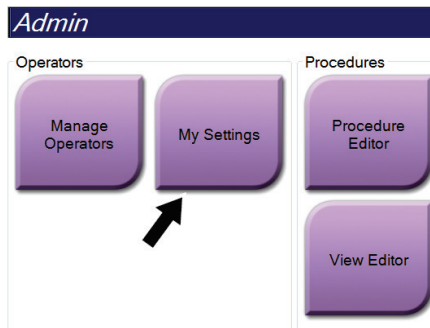 Admin
Operators
Procedures
Manage
Operators
My Settings
Procedure
Editor
View Editor